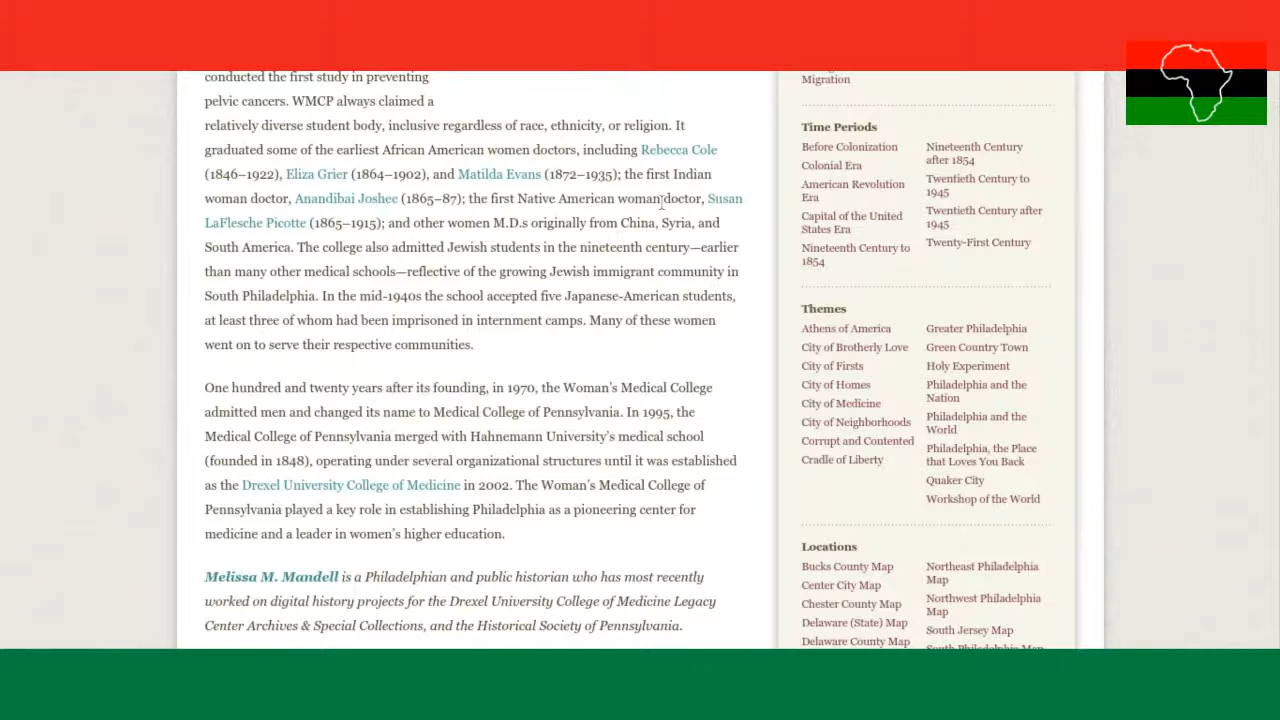 conducted the first study in preventing
pelvic cancers. WMCP always claimed a
relatively diverse student body, inclusive regardless of race, ethnicity, or religion. It
graduated some of the earliest African American women doctors, including Rebecca Cole
(1846–1922), Eliza Grier (1864–1902), and Matilda Evans (1872–1935); the first Indian
woman doctor, Anandibai Joshee (1865–87); the first Native American woman doctor, Susan
LaFlesche Picotte (1865–1915); and other women M.D.s originally from China, Syria, and
South America. The college also admitted Jewish students in the nineteenth century—earlier
than many other medical schools—reflective of the growing Jewish immigrant community in
South Philadelphia. In the mid-1940s the school accepted five Japanese-American students,
at least three of whom had been imprisoned in internment camps. Many of these women
went on to serve their respective communities.
One hundred and twenty years after its founding, in 1970, the Woman's Medical College
admitted men and changed its name to Medical College of Pennsylvania. In 1995, the
Medical College of Pennsylvania merged with Hahnemann University's medical school
(founded in 1848), operating under several organizational structures until it was established
as the Drexel University College of Medicine in 2002. The Woman's Medical College of
Pennsylvania played a key role in establishing Philadelphia as a pioneering center for
medicine and a leader in women's higher education.
Melissa M. Mandell is a Philadelphian and public historian who has most recently
worked on digital history projects for the Drexel University College of Medicine Legacy
Center Archives & Special Collections, and the Historical Society of Pennsylvania.
Migration
Time Periods
Before Colonization
Colonial Era
American Revolution
Era
Capital of the United
States Era
Nineteenth Century to
1854
Nineteenth Century
after 1854
Twentieth Century to
1945
Twentieth Century after
1945
Twenty-First Century
Themes
Athens of America
City of Brotherly Love
City of Firsts
City of Homes
City of Medicine
City of Neighborhoods
Corrupt and Contented
Cradle of Liberty
Greater Philadelphia
Green Country Town
Holy Experiment
Philadelphia and the
Nation
Philadelphia and the
World
Philadelphia, the Place
that Loves You Back
Quaker City
Workshop of the World
Locations
Bucks County Map
Center City Map
Chester County Map
Delaware (State) Map
Delaware County Map
Northeast Philadelphia
Map
Northwest Philadelphia
Map
South Jersey Map
South Philadelphia Map